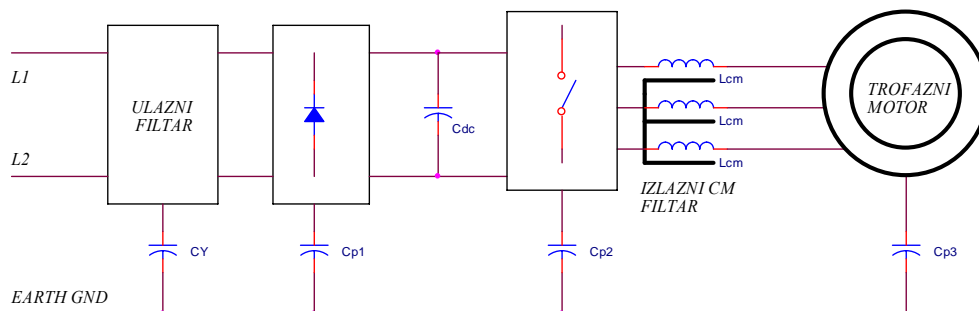 L1
ULAZNI
FILTAR
L2
CY
EARTH GND
Cp1
Cdc
Cp2
Lcm
Lcm
Lcm
IZLAZNI CM
FILTAR
TROFAZNI
MOTOR
Cp3